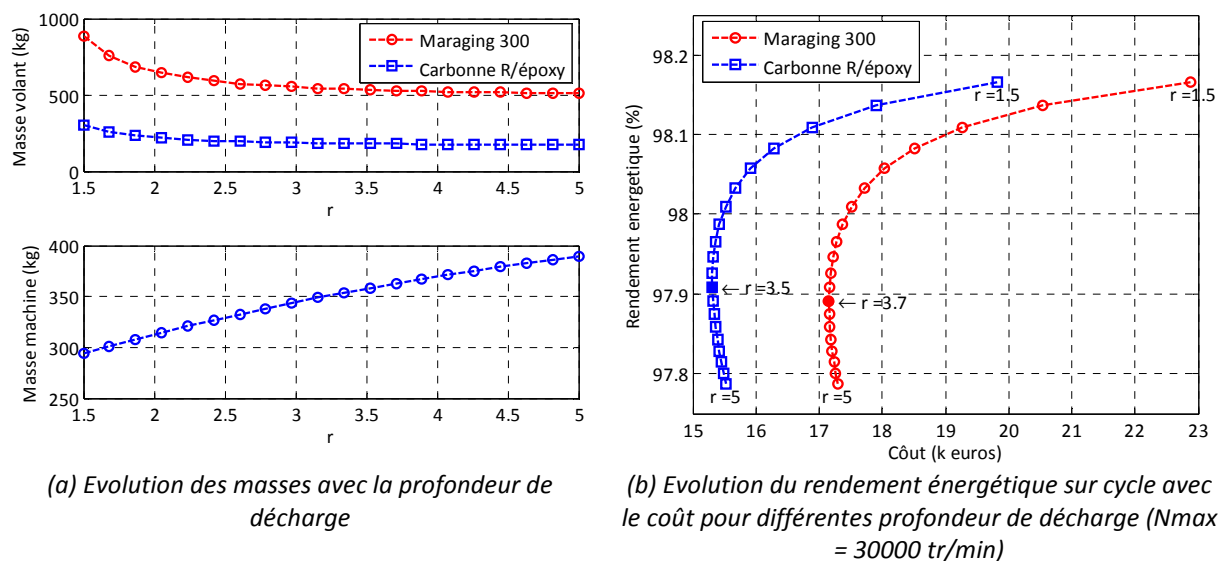 1000
500
0
Masse volant (kg)
Maraging 300
Carbonne R/époxy
1.5 2 2.5 3 3.5 4 4.5 5
r
400
350
300
250
Masse machine (kg)
1.5 2 2.5 3 3.5 4 4.5 5
r
(a) Evolution des masses avec la profondeur de
décharge
98.2
98.1
98
97.9
97.8
Rendement energetique (%)
Maraging 300
Carbonne R/époxy
r =1.5
r =1.5
← r =3.5
← r =3.7
r =5
r =5
15 16 17 18 19 20 21 22 23
Côut (k euros)
(b) Evolution du rendement énergétique sur cycle avec
le coût pour différentes profondeur de décharge (Nmax
= 30000 tr/min)